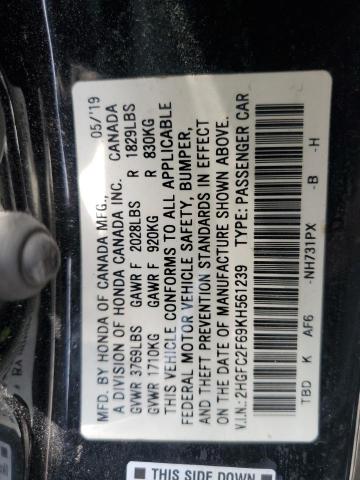 MFD. BY HONDA OF CANADA MFG., 05/'19
A DIVISION OF HONDA CANADA INC. CANADA
GVWR 3769LBS GAWR F 2028LBS R 1829LBS
GVWR 1710KG GAWR F 920KG R 830KG
THIS VEHICLE CONFORMS TO ALL APPLICABLE
FEDERAL MOTOR VEHICLE SAFETY, BUMPER,
AND THEFT PREVENTION STANDARDS IN EFFECT
ON THE DATE OF MANUFACTURE SHOWN ABOVE.
V.I.N.: 2HGFC2F69KH561239 TYPE: PASSENGER CAR
TBD K AF6 -NH731PX -B -H
THIS SIDE DOWN